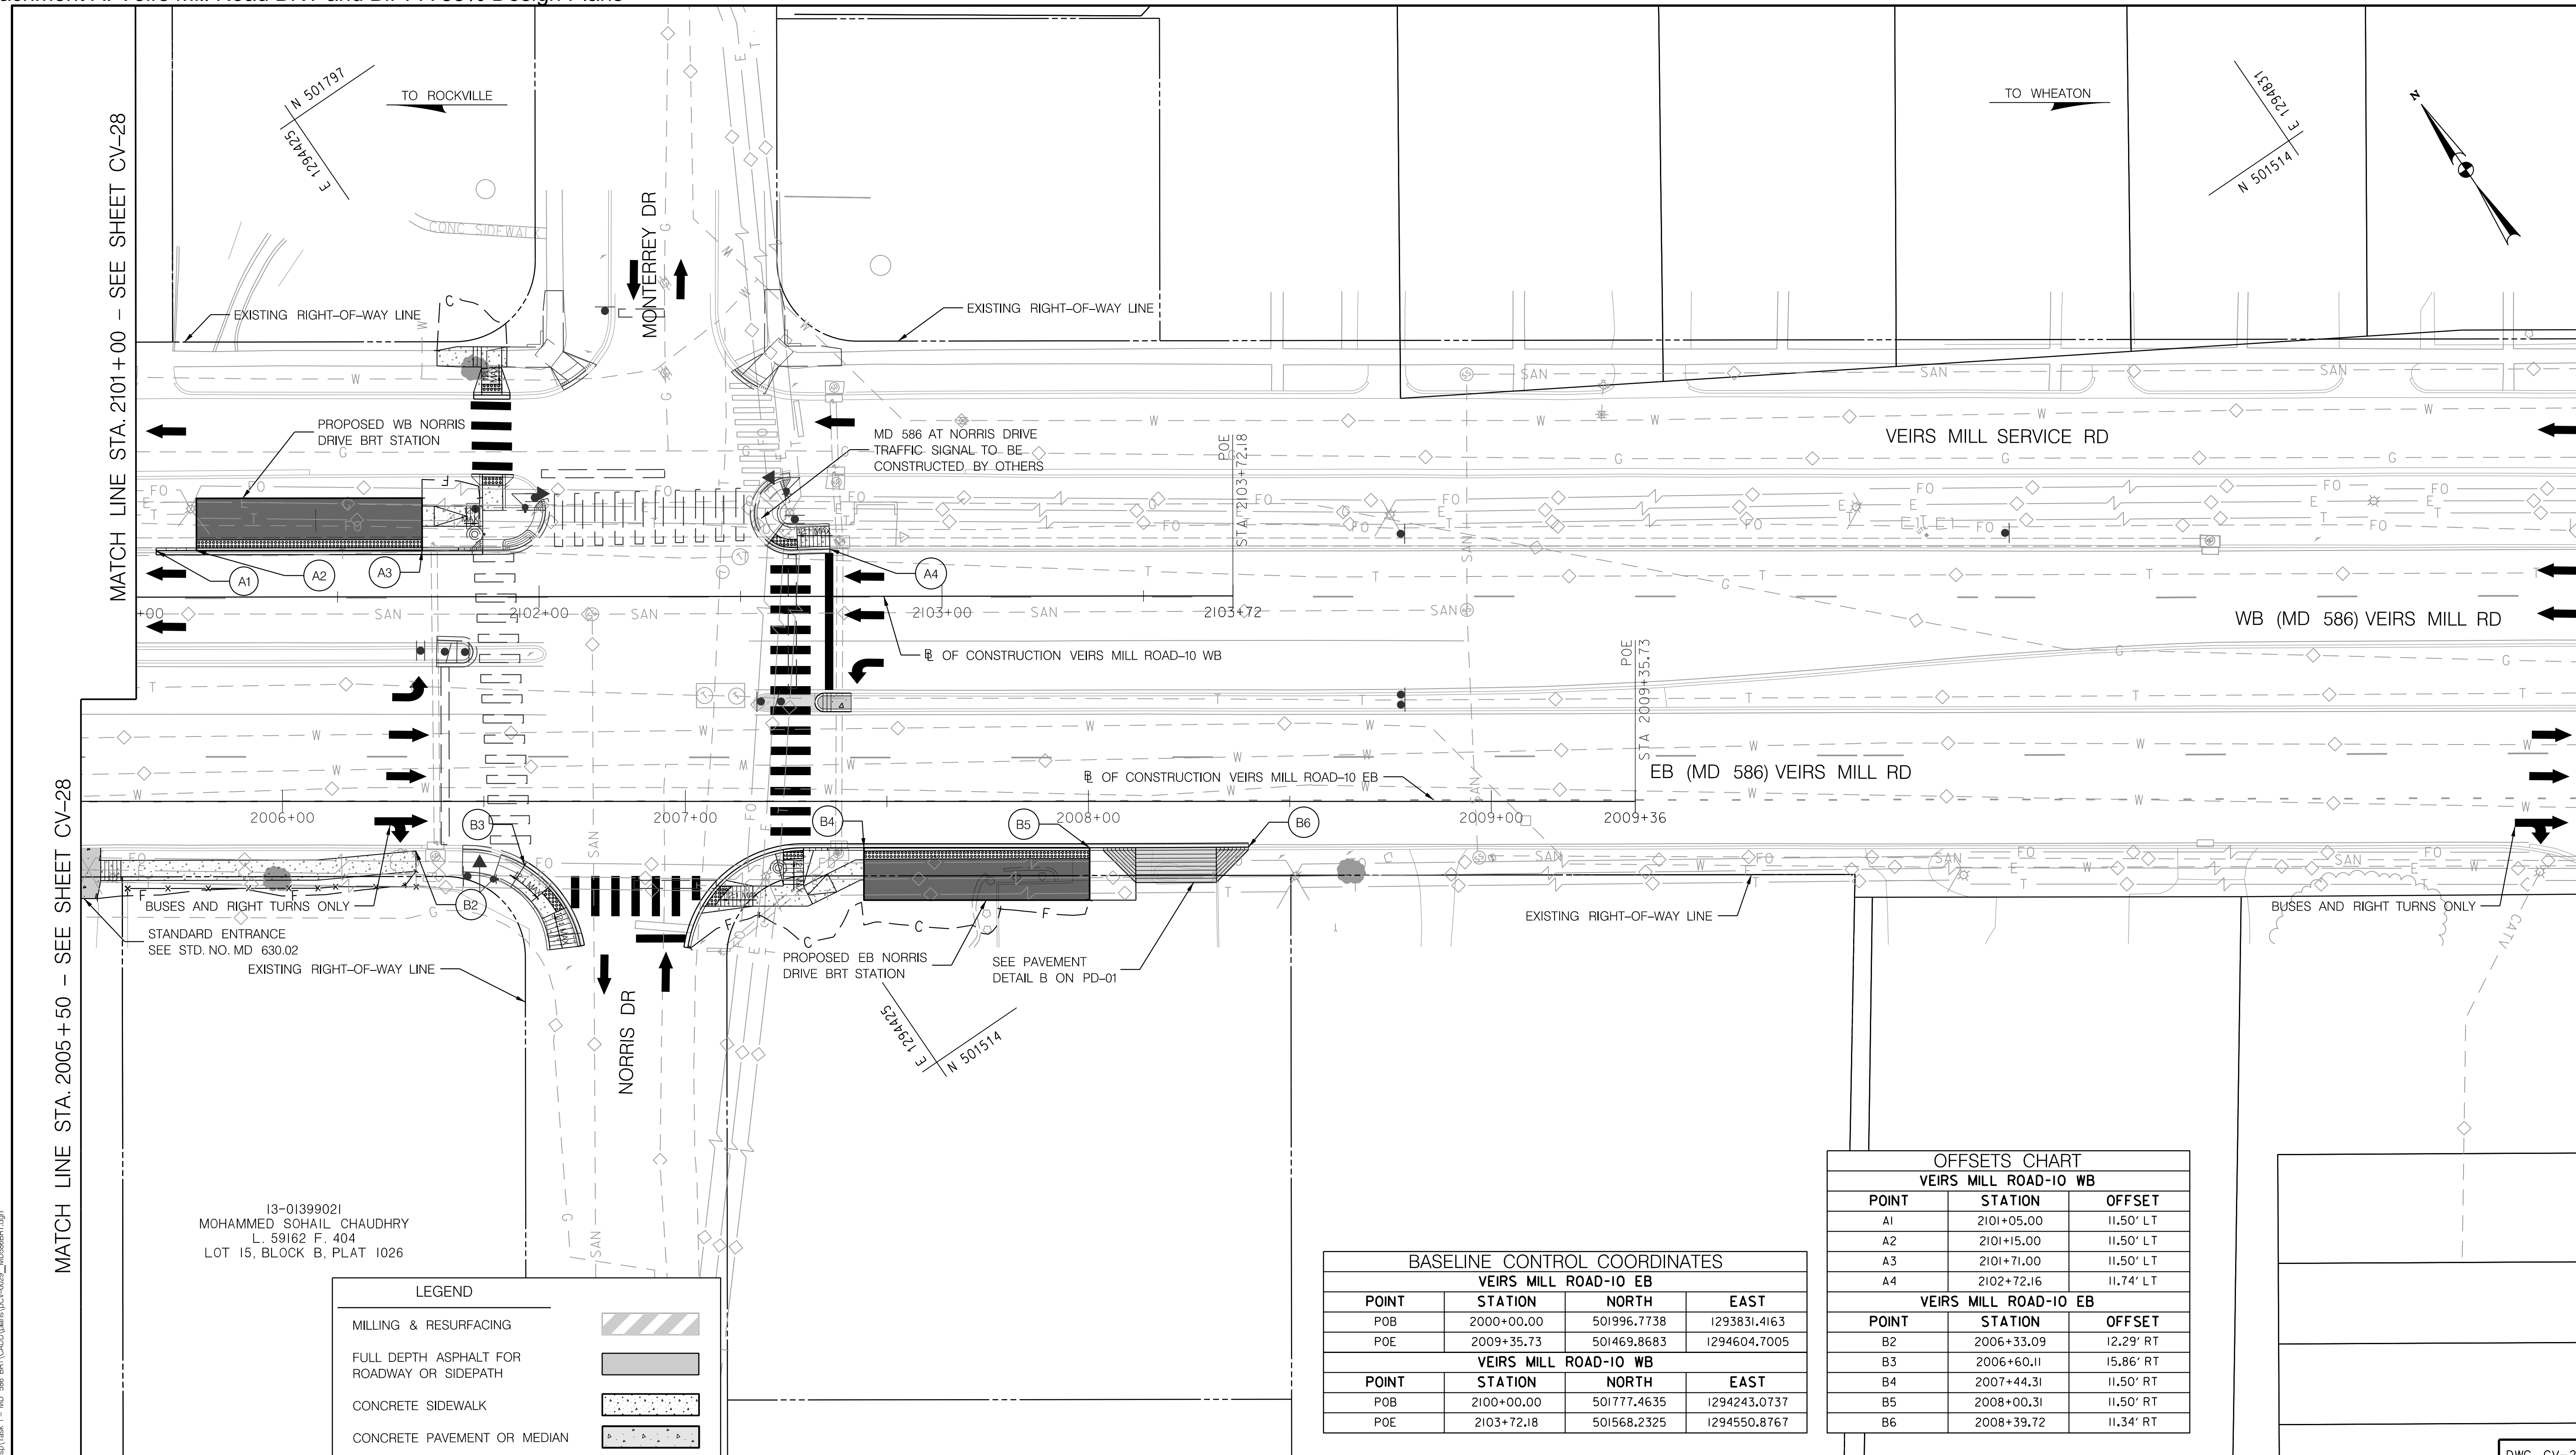 N 501797
E 1294425
TO ROCKVILLE
TO WHEATON
E 1294831
N 501514
N
MATCH LINE STA. 2101+00 - SEE SHEET CV-28
MONTERREY DR
CONC SIDEWALK
EXISTING RIGHT-OF-WAY LINE
EXISTING RIGHT-OF-WAY LINE
PROPOSED WB NORRIS
DRIVE BRT STATION
MD 586 AT NORRIS DRIVE
TRAFFIC SIGNAL TO BE
CONSTRUCTED BY OTHERS
POE
STA 2103+72.18
VEIRS MILL SERVICE RD
A1
A2
A3
A4
+00
2102+00
2103+00
2103+72
WB (MD 586) VEIRS MILL RD
℄ OF CONSTRUCTION VEIRS MILL ROAD-10 WB
POE
STA 2009+35.73
MATCH LINE STA. 2005+50 - SEE SHEET CV-28
℄ OF CONSTRUCTION VEIRS MILL ROAD-10 EB
EB (MD 586) VEIRS MILL RD
2006+00
2007+00
2008+00
2009+00
2009+36
B3
B4
B5
B6
B2
BUSES AND RIGHT TURNS ONLY
STANDARD ENTRANCE
SEE STD. NO. MD 630.02
EXISTING RIGHT-OF-WAY LINE
EXISTING RIGHT-OF-WAY LINE
BUSES AND RIGHT TURNS ONLY
CATV
PROPOSED EB NORRIS
DRIVE BRT STATION
SEE PAVEMENT
DETAIL B ON PD-01
E 1294425
N 501514
NORRIS DR
13-01399021
MOHAMMED SOHAIL CHAUDHRY
L. 59162 F. 404
LOT 15, BLOCK B, PLAT 1026
LEGEND
MILLING & RESURFACING
FULL DEPTH ASPHALT FOR
ROADWAY OR SIDEPATH
CONCRETE SIDEWALK
CONCRETE PAVEMENT OR MEDIAN
BASELINE CONTROL COORDINATES
VEIRS MILL ROAD-10 EB
POINT STATION NORTH EAST
POB 2000+00.00 501996.7738 1293831.4163
POE 2009+35.73 501469.8683 1294604.7005
VEIRS MILL ROAD-10 WB
POINT STATION NORTH EAST
POB 2100+00.00 501777.4635 1294243.0737
POE 2103+72.18 501568.2325 1294550.8767
OFFSETS CHART
VEIRS MILL ROAD-10 WB
POINT STATION OFFSET
A1 2101+05.00 11.50' LT
A2 2101+15.00 11.50' LT
A3 2101+71.00 11.50' LT
A4 2102+72.16 11.74' LT
VEIRS MILL ROAD-10 EB
POINT STATION OFFSET
B2 2006+33.09 12.29' RT
B3 2006+60.11 15.86' RT
B4 2007+44.31 11.50' RT
B5 2008+00.31 11.50' RT
B6 2008+39.72 11.34' RT